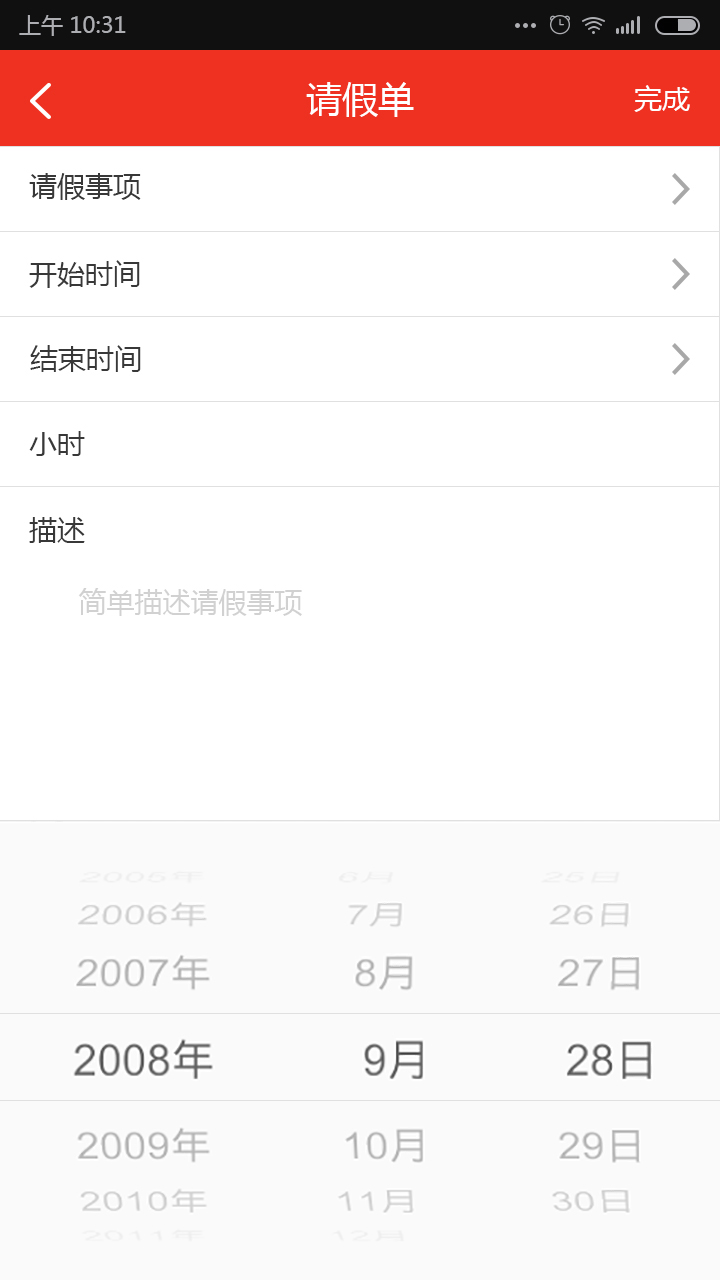 上午 10:31
请假单 完成
请假事项
开始时间
结束时间
小时
描述
简单描述请假事项
2005年 6月 25日
2006年 7月 26日
2007年 8月 27日
2008年 9月 28日
2009年 10月 29日
2010年 11月 30日
2011年 12月